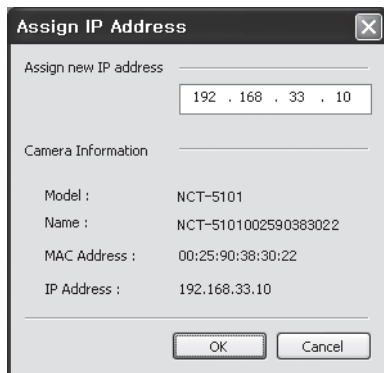 Assign IP Address
Assign new IP address
192 . 168 . 33 . 10
Camera Information
Model : NCT-5101
Name : NCT-5101002590383022
MAC Address : 00:25:90:38:30:22
IP Address : 192.168.33.10
OK Cancel